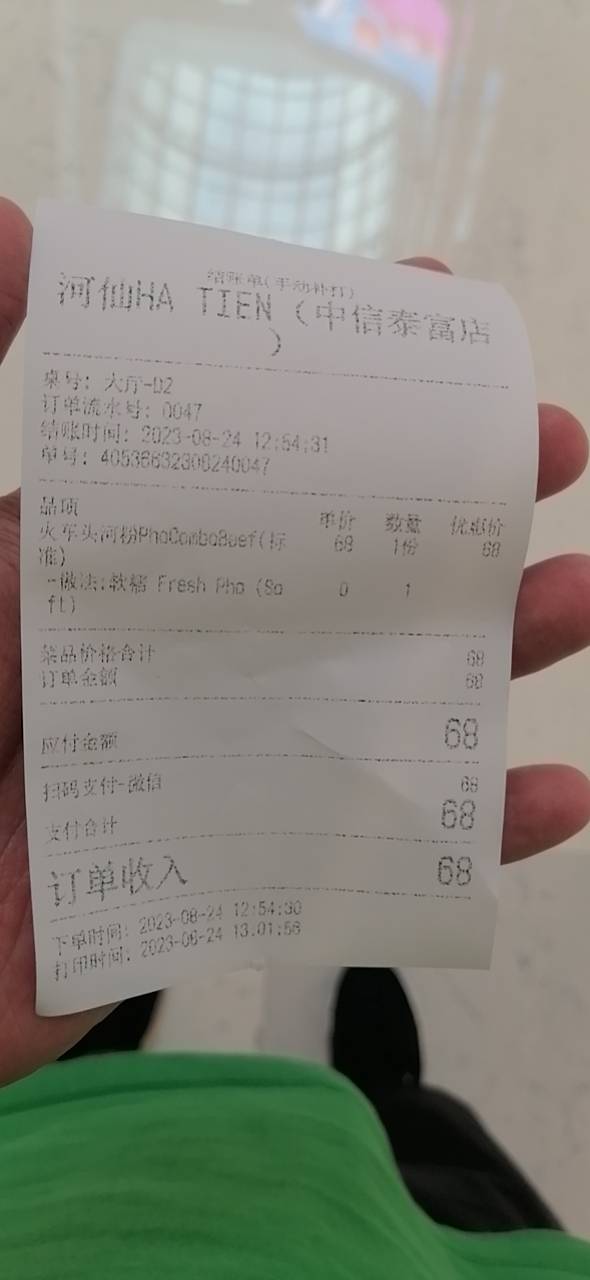 结账单(手动补打)
河仙HA TIEN (中信泰富店
)
桌号: 大厅-D2
订单流水号: 0047
结账时间: 2023-08-24 12:54:31
单号: 40536832308240047
品项 单价 数量 优惠价
火车头河粉PhoComboBeef(标 68 1份 68
准)
-做法:软糯 Fresh Pho (So 0 1
ft)
菜品价格合计 68
订单金额 68
应付金额 68
扫码支付-微信 68
支付合计 68
订单收入 68
下单时间: 2023-08-24 12:54:30
打印时间: 2023-08-24 13:01:58